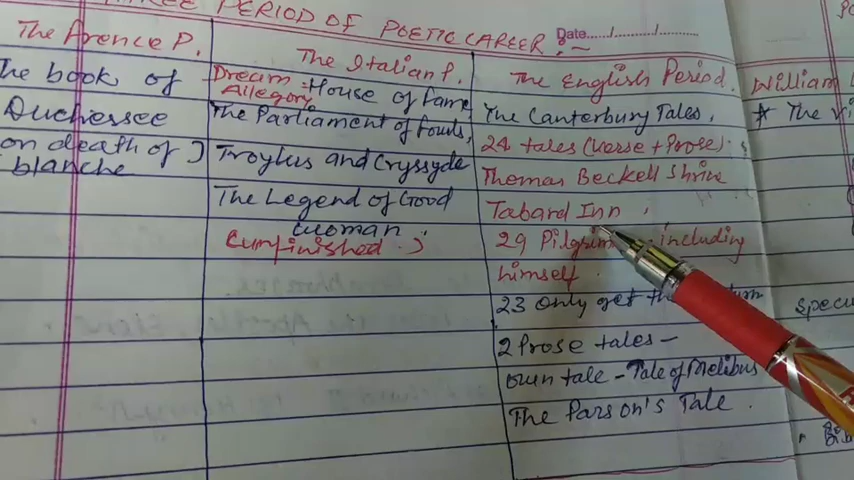 THREE PERIOD OF POETIC CAREER:~
Date....../....../......
The Frence P.
The book of
Duchessee
on death of )
blanche
The Italian P.
Dream : House of Fame
Allegory
The Parliament of Fowls,
Troylus and Cryssyde
The Legend of Good
Woman.
(unfinished.)
The English Period.
The Canterbury Tales,
24 tales (verse + Prose) :
Thomas Beckell Shrine
Tabard Inn .
29 Pilgrims including
himself .
23 only get
2 Prose tales -
own tale - Tale of Melibus
The Parson's Tale .
William
* The
speci